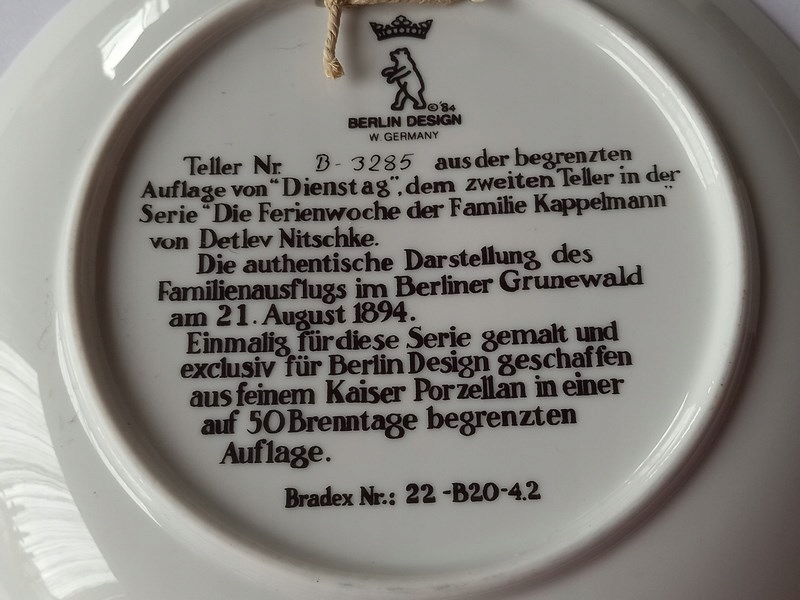 ©'84
BERLIN DESIGN
W GERMANY
Teller Nr. B-3285 aus der begrenzten
Auflage von "Dienstag", dem zweiten Teller in der
Serie "Die Ferienwoche der Familie Kappelmann"
von Detlev Nitschke.
Die authentische Darstellung des
Familienausflugs im Berliner Grunewald
am 21. August 1894.
Einmalig für diese Serie gemalt und
exclusiv für Berlin Design geschaffen
aus feinem Kaiser Porzellan in einer
auf 50 Brenntage begrenzten
Auflage.
Bradex Nr.: 22-B20-4.2